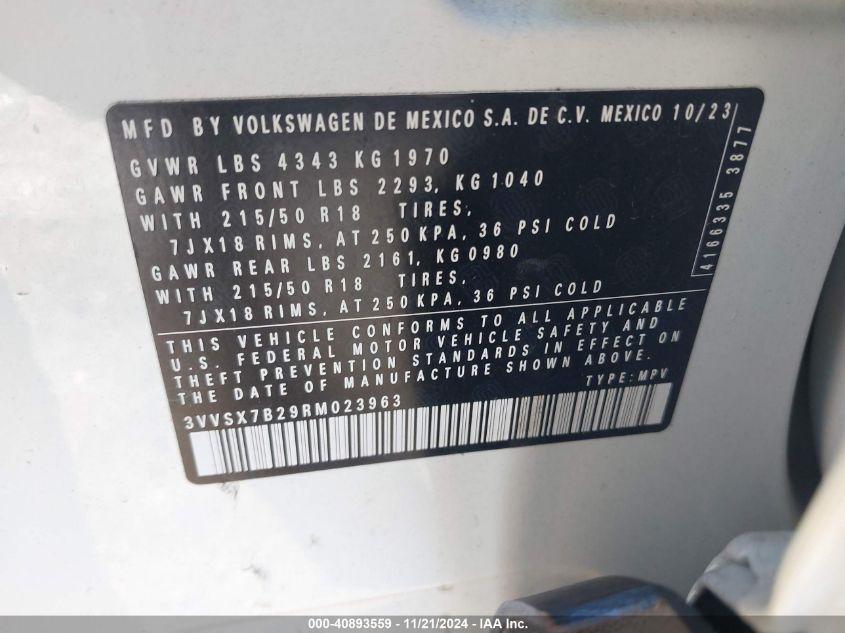 MFD BY VOLKSWAGEN DE MEXICO S.A. DE C.V. MEXICO 10/23
GVWR LBS 4343 KG 1970
GAWR FRONT LBS 2293, KG 1040
WITH 215/50 R18 TIRES,
7JX18 RIMS, AT 250 KPA, 36 PSI COLD
GAWR REAR LBS 2161, KG 0980
WITH 215/50 R18 TIRES,
7JX18 RIMS, AT 250 KPA, 36 PSI COLD
4166335 3877
THIS VEHICLE CONFORMS TO ALL APPLICABLE
U.S. FEDERAL MOTOR VEHICLE SAFETY AND
THEFT PREVENTION STANDARDS IN EFFECT ON
THE DATE OF MANUFACTURE SHOWN ABOVE.
TYPE: MPV
3VVSX7B29RM023963
000-40893559 - 11/21/2024 - IAA Inc.